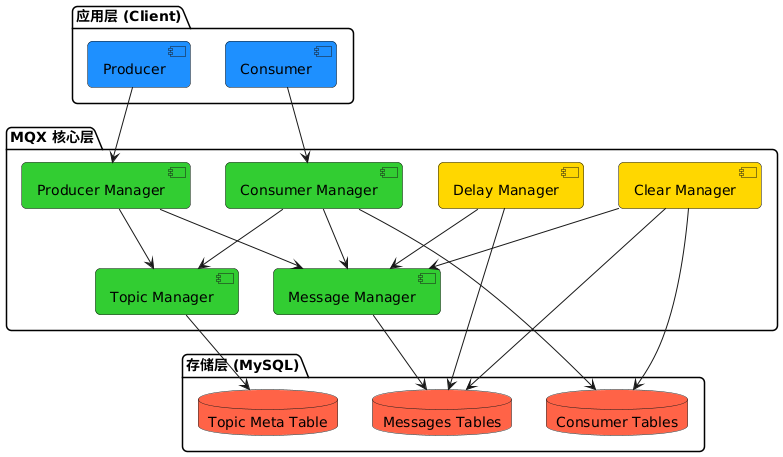 应用层 (Client)
Producer
Consumer
MQX 核心层
Producer Manager
Consumer Manager
Delay Manager
Clear Manager
Topic Manager
Message Manager
存储层 (MySQL)
Topic Meta Table
Messages Tables
Consumer Tables